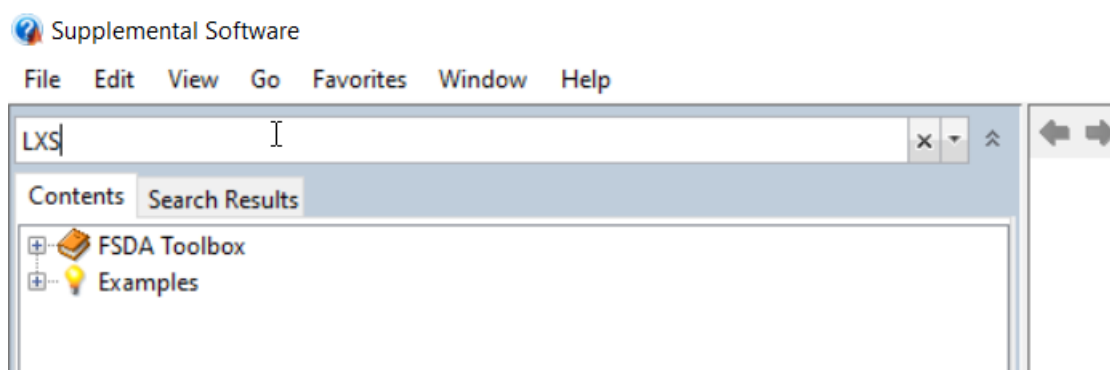 Supplemental Software
File Edit View Go Favorites Window Help
LXS
Contents Search Results
FSDA Toolbox
Examples